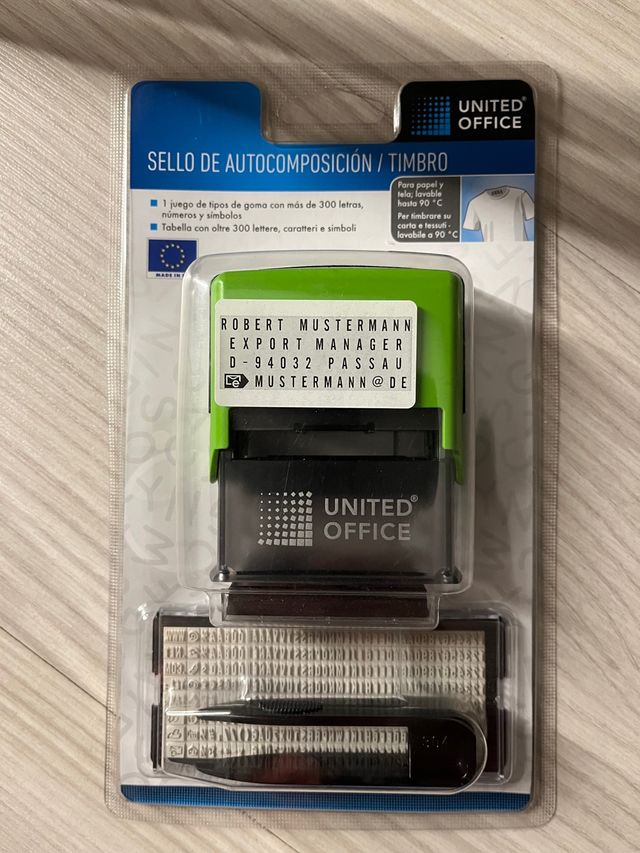 UNITED®
OFFICE
SELLO DE AUTOCOMPOSICIÓN / TIMBRO
1 juego de tipos de goma con más de 300 letras,
números y símbolos
Tabella con oltre 300 lettere, caratteri e simboli
Para papel y
tela; lavable
hasta 90 °C
Per timbrare su
carta e tessuti -
lavabile a 90 °C
MADE IN
ROBERT MUSTERMANN
EXPORT MANAGER
D-94032 PASSAU
MUSTERMANN@DE
UNITED®
OFFICE